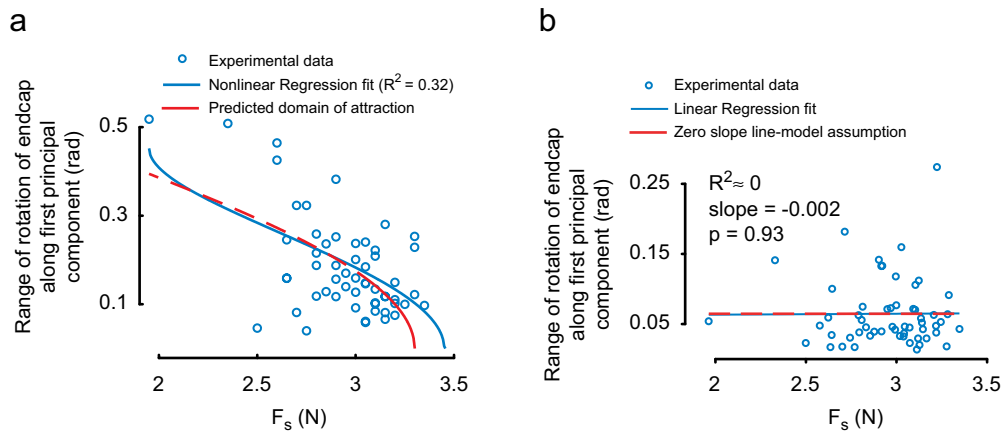 a
Experimental data
Nonlinear Regression fit (R² = 0.32)
Predicted domain of attraction
Range of rotation of endcap
along first principal
component (rad)
0.5
0.3
0.1
2
2.5
3
3.5
Fₛ (N)
b
Experimental data
Linear Regression fit
Zero slope line-model assumption
Range of rotation of endcap
along first principal
component (rad)
0.25
0.15
0.05
R²≈ 0
slope = -0.002
p = 0.93
2
2.5
3
3.5
Fₛ (N)